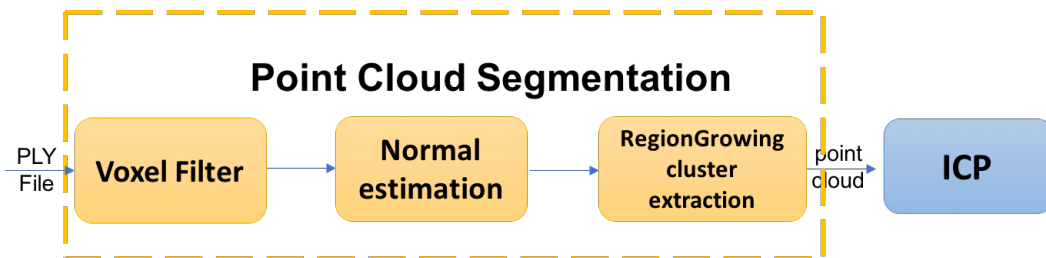 Point Cloud Segmentation
PLY
File
Voxel Filter
Normal
estimation
RegionGrowing
cluster
extraction
point
cloud
ICP